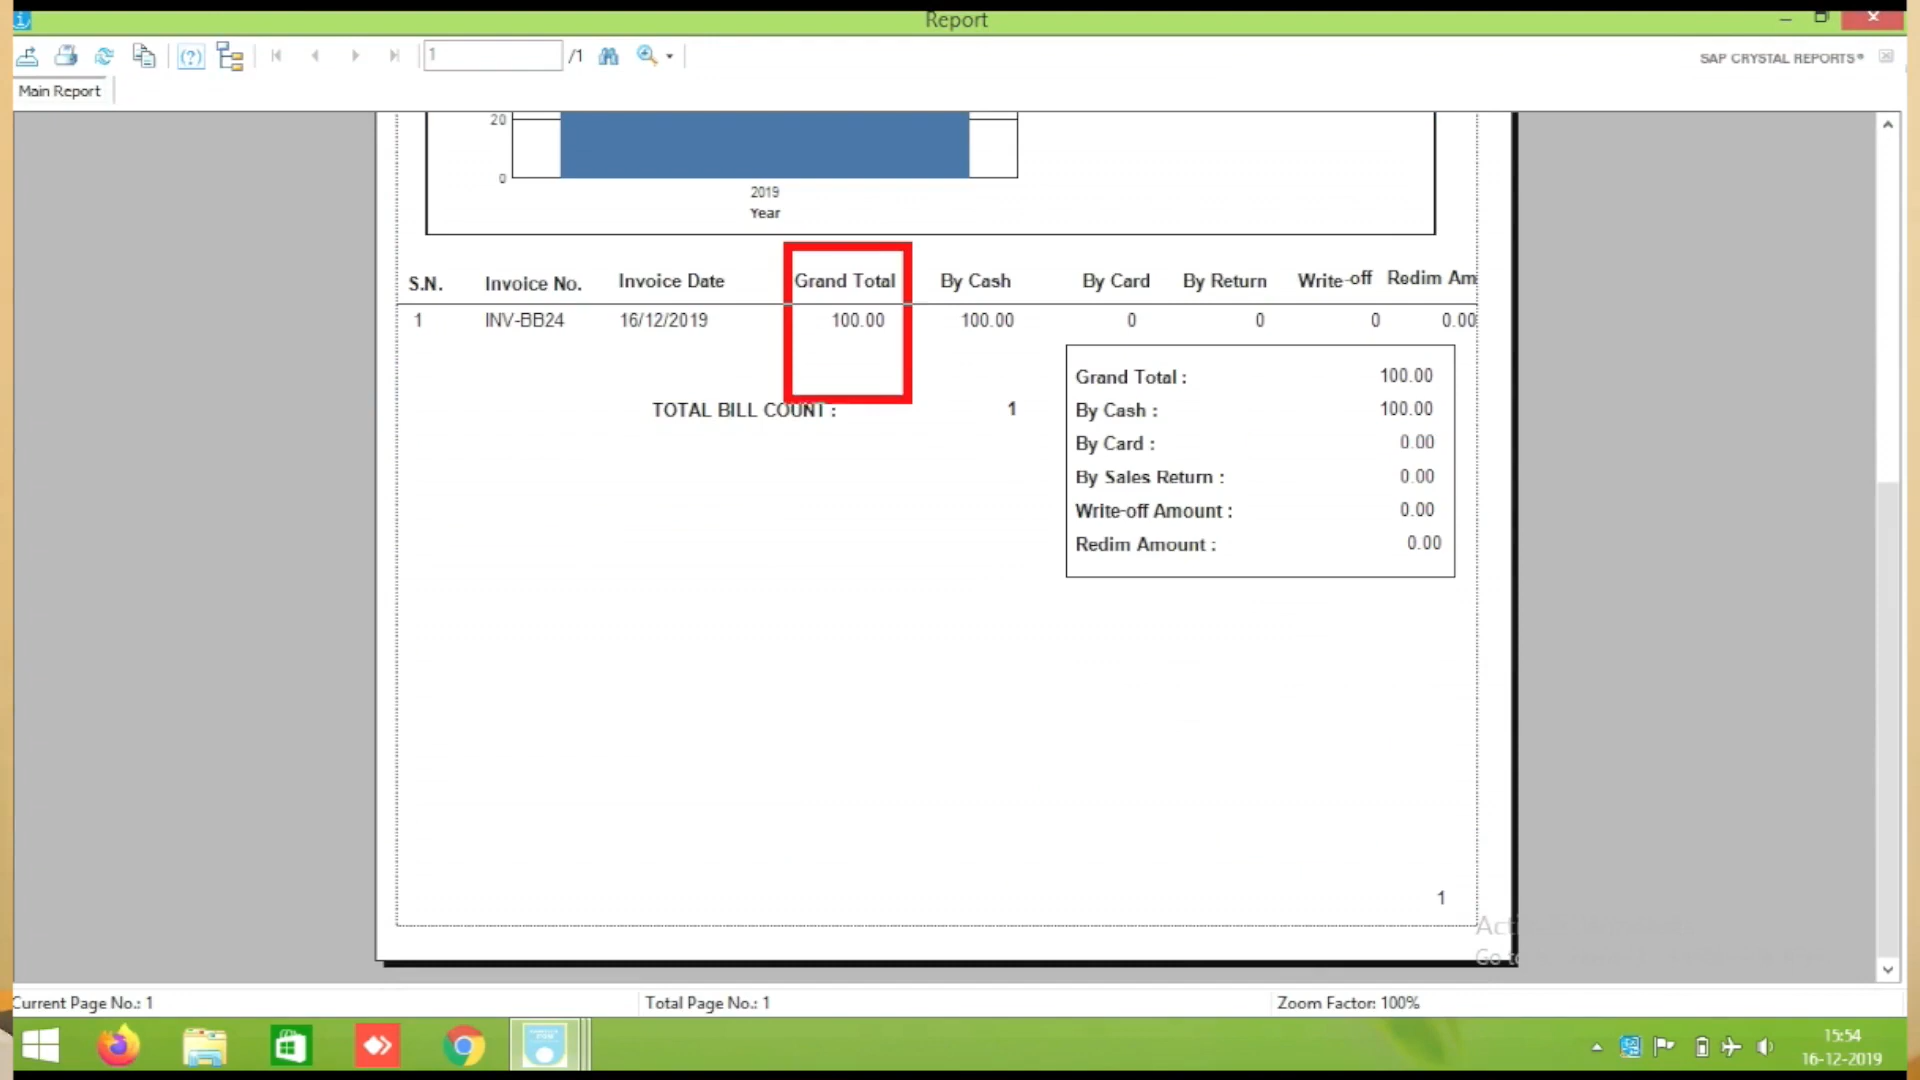 Report
1 /1 SAP CRYSTAL REPORTS®
Main Report
20
0
2019
Year
S.N. Invoice No. Invoice Date Grand Total By Cash By Card By Return Write-off Redim Am
1 INV-BB24 16/12/2019 100.00 100.00 0 0 0 0.00
TOTAL BILL COUNT : 1
Grand Total : 100.00
By Cash : 100.00
By Card : 0.00
By Sales Return : 0.00
Write-off Amount : 0.00
Redim Amount : 0.00
1
Go to
Current Page No.: 1 Total Page No.: 1 Zoom Factor: 100%
15:54
16-12-2019